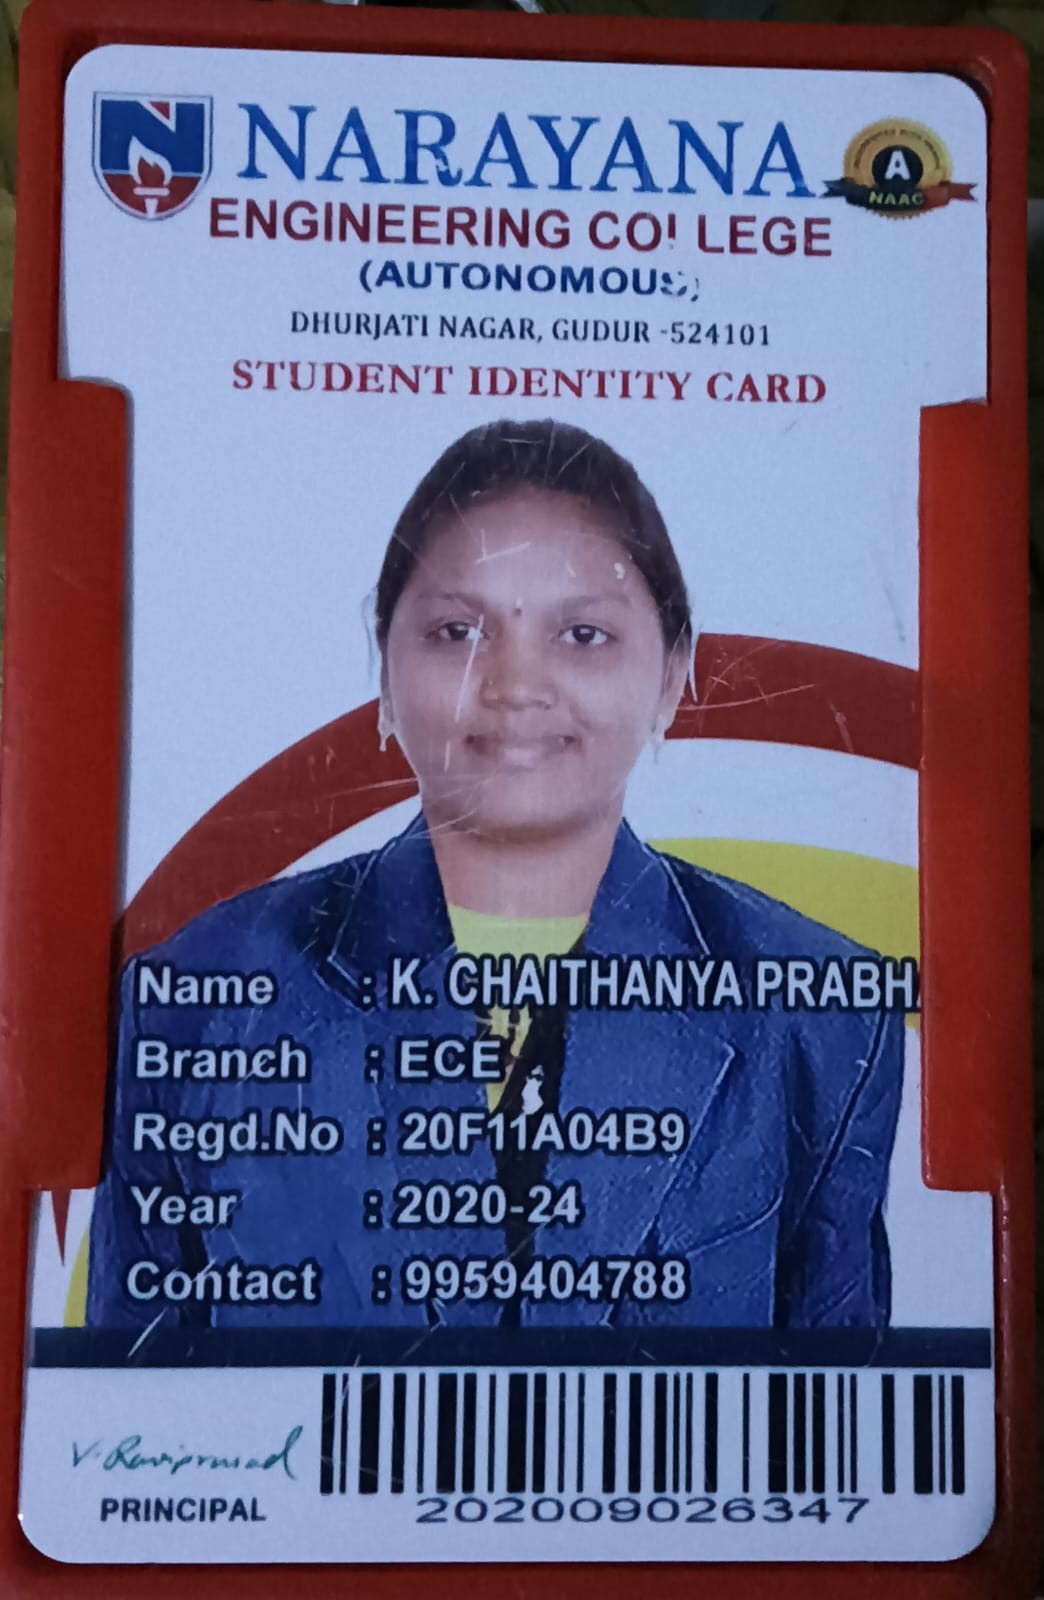 NARAYANA
ENGINEERING COLLEGE
(AUTONOMOUS)
DHURJATI NAGAR, GUDUR -524101
STUDENT IDENTITY CARD
A
NAAC
Name : K. CHAITHANYA PRABH
Branch : ECE
Regd.No : 20F11A04B9
Year : 2020-24
Contact : 9959404788
V. Raviprasad
PRINCIPAL
202009026347